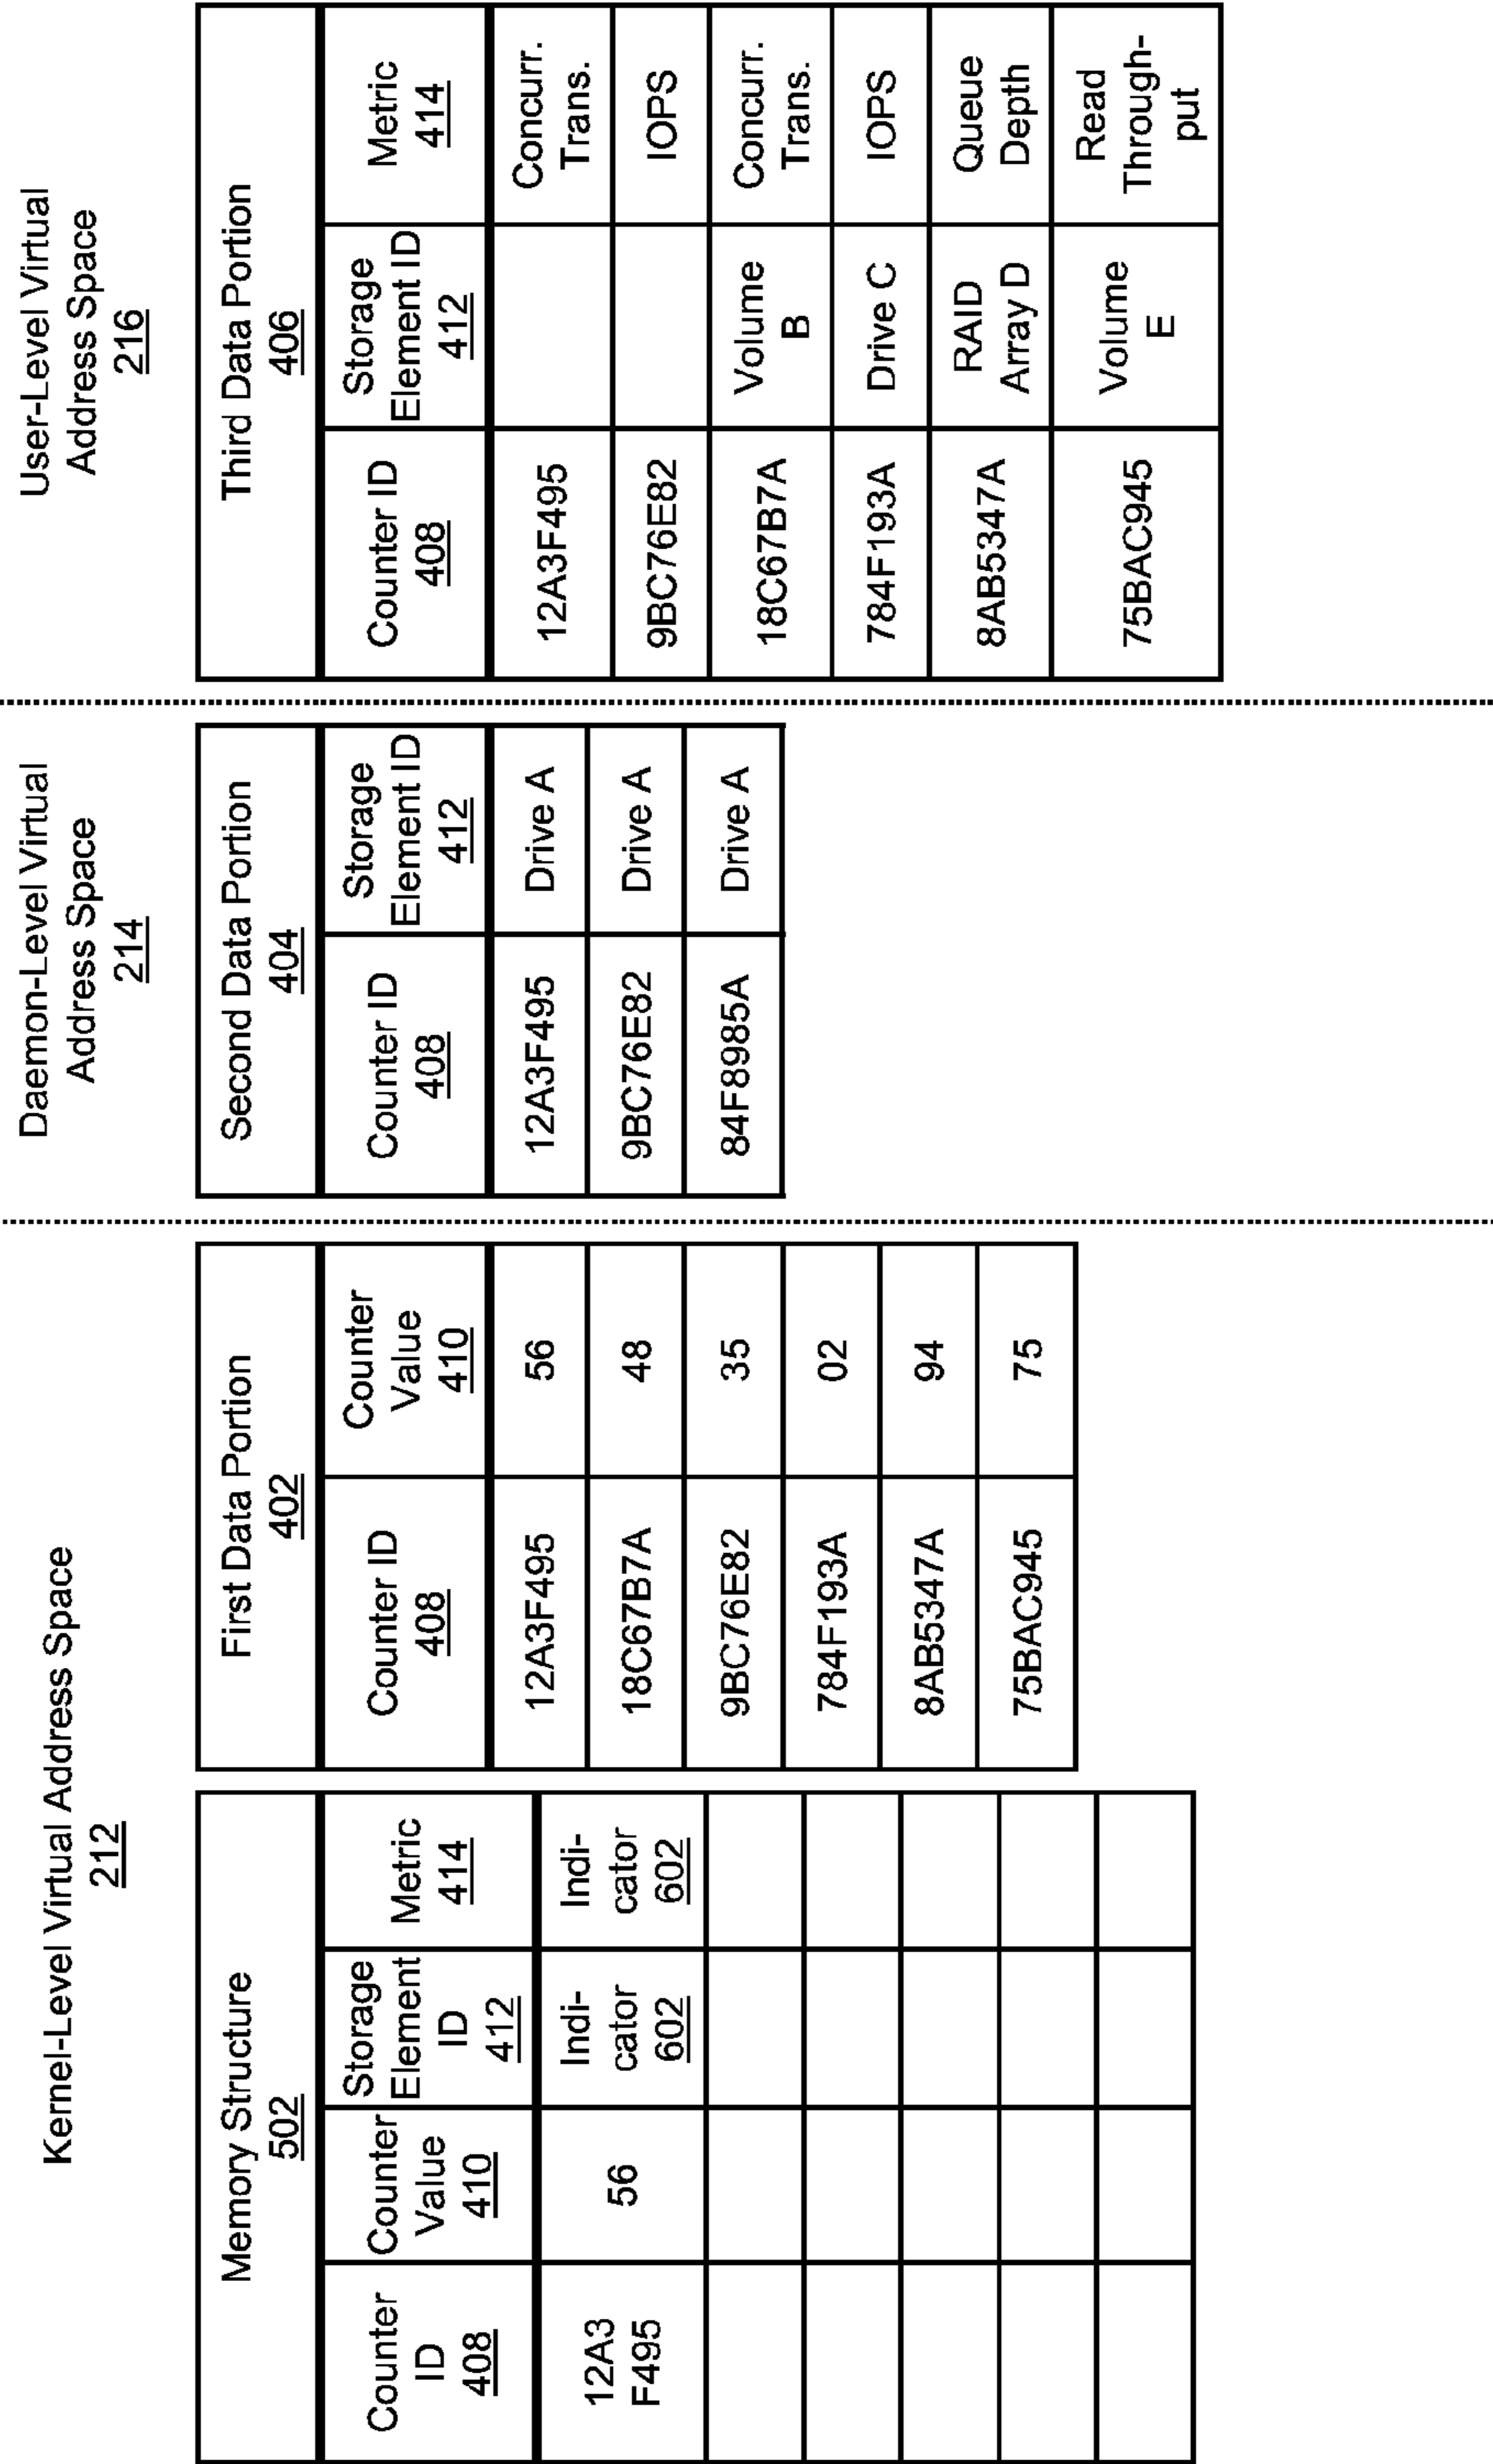 Kernel-Level Virtual Address Space
212
Memory Structure
502
Counter
ID
408
Counter
Value
410
Storage
Element
ID
412
Metric
414
12A3
F495
56
Indi-
cator
602
Indi-
cator
602
First Data Portion
402
Counter ID
408
Counter
Value
410
12A3F495
56
18C67B7A
48
9BC76E82
35
784F193A
02
8AB5347A
94
75BAC945
75
Daemon-Level Virtual
Address Space
214
Second Data Portion
404
Counter ID
408
Storage
Element ID
412
12A3F495
Drive A
9BC76E82
Drive A
84F8985A
Drive A
User-Level Virtual
Address Space
216
Third Data Portion
406
Counter ID
408
Storage
Element ID
412
Metric
414
12A3F495
Concurr.
Trans.
9BC76E82
IOPS
18C67B7A
Volume
B
Concurr.
Trans.
784F193A
Drive C
IOPS
8AB5347A
RAID
Array D
Queue
Depth
75BAC945
Volume
E
Read
Through-
put